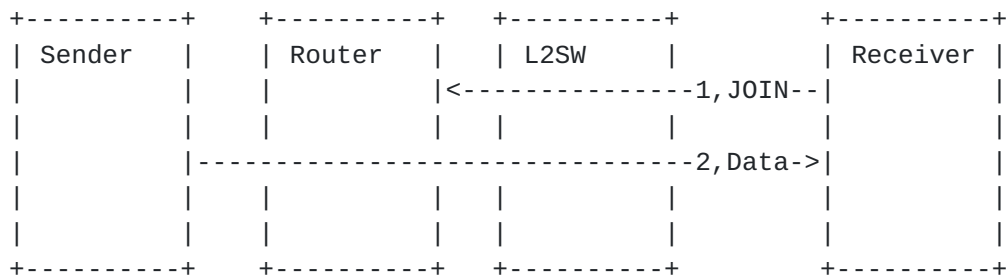 +----------+    +----------+   +----------+         +----------+
| Sender   |    | Router   |   | L2SW     |         | Receiver |
|          |    |          |<---------------1,JOIN--|          |
|          |    |          |   |          |         |          |
|          |------------------------------2,Data->|          |
|          |    |          |   |          |         |          |
|          |    |          |   |          |         |          |
+----------+    +----------+   +----------+         +----------+